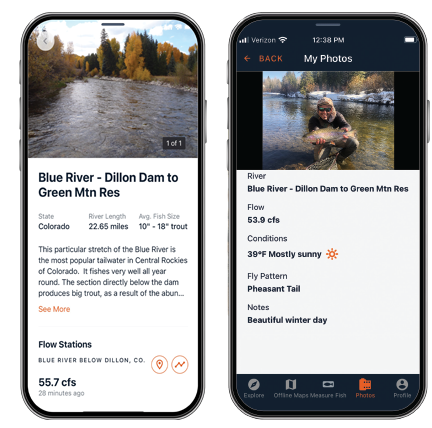 1 of 1
Blue River - Dillon Dam to
Green Mtn Res
State
River Length
Avg. Fish Size
Colorado
22.65 miles
10" - 18" trout
This particular stretch of the Blue River is
the most popular tailwater in Central Rockies
of Colorado. It fishes very well all year
round. The section directly below the dam
produces big trout, as a result of the abun...
See More
Flow Stations
BLUE RIVER BELOW DILLON, CO.
55.7 cfs
28 minutes ago
Verizon
12:38 PM
← BACK
My Photos
River
Blue River - Dillon Dam to Green Mtn Res
Flow
53.9 cfs
Conditions
39°F Mostly sunny
Fly Pattern
Pheasant Tail
Notes
Beautiful winter day
Explore
Offline Maps
Measure Fish
Photos
Profile